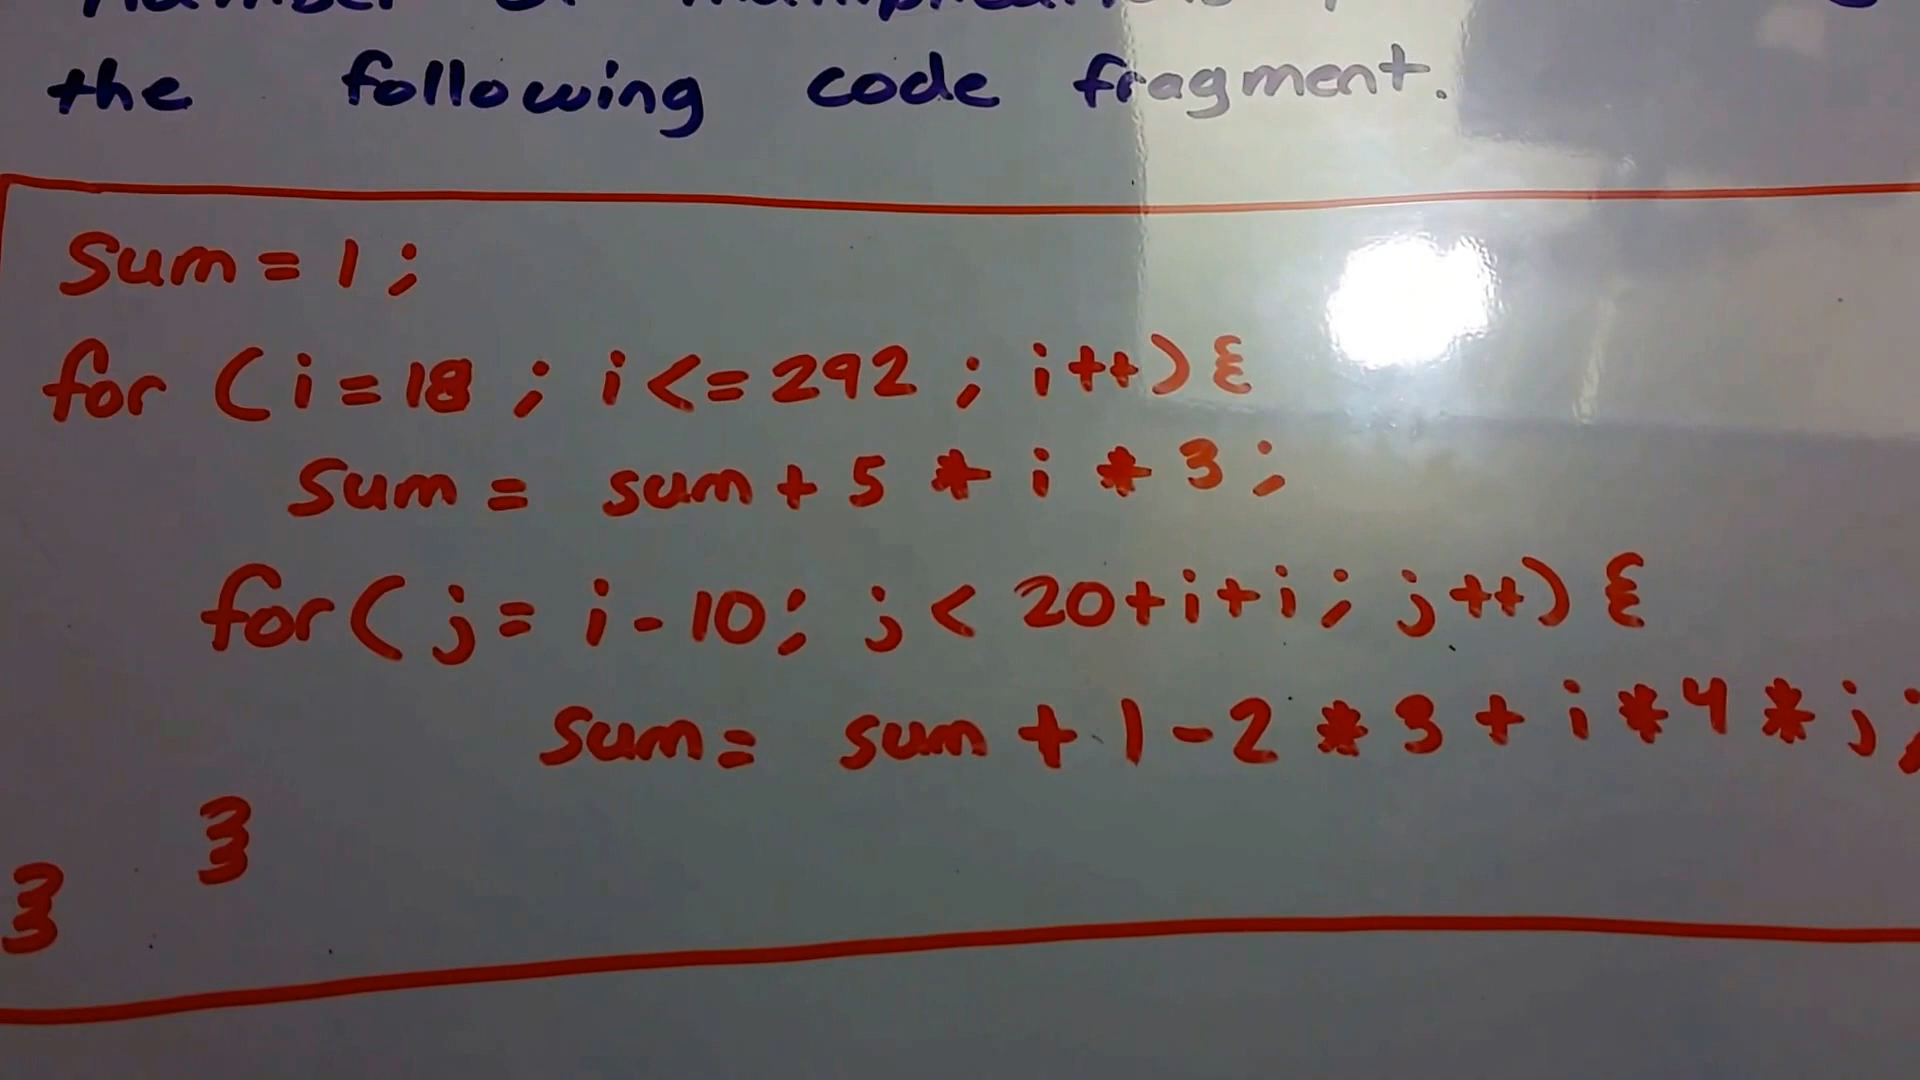 the following code fragment.
Sum = 1 ;
for ( i = 18 ; i <= 292 ; i++) {
sum = sum + 5 * i * 3 ;
for ( j = i - 10 ; j < 20 + i + i ; j++) {
sum = sum + 1 - 2 * 3 + i * 4 * j ;
}
}